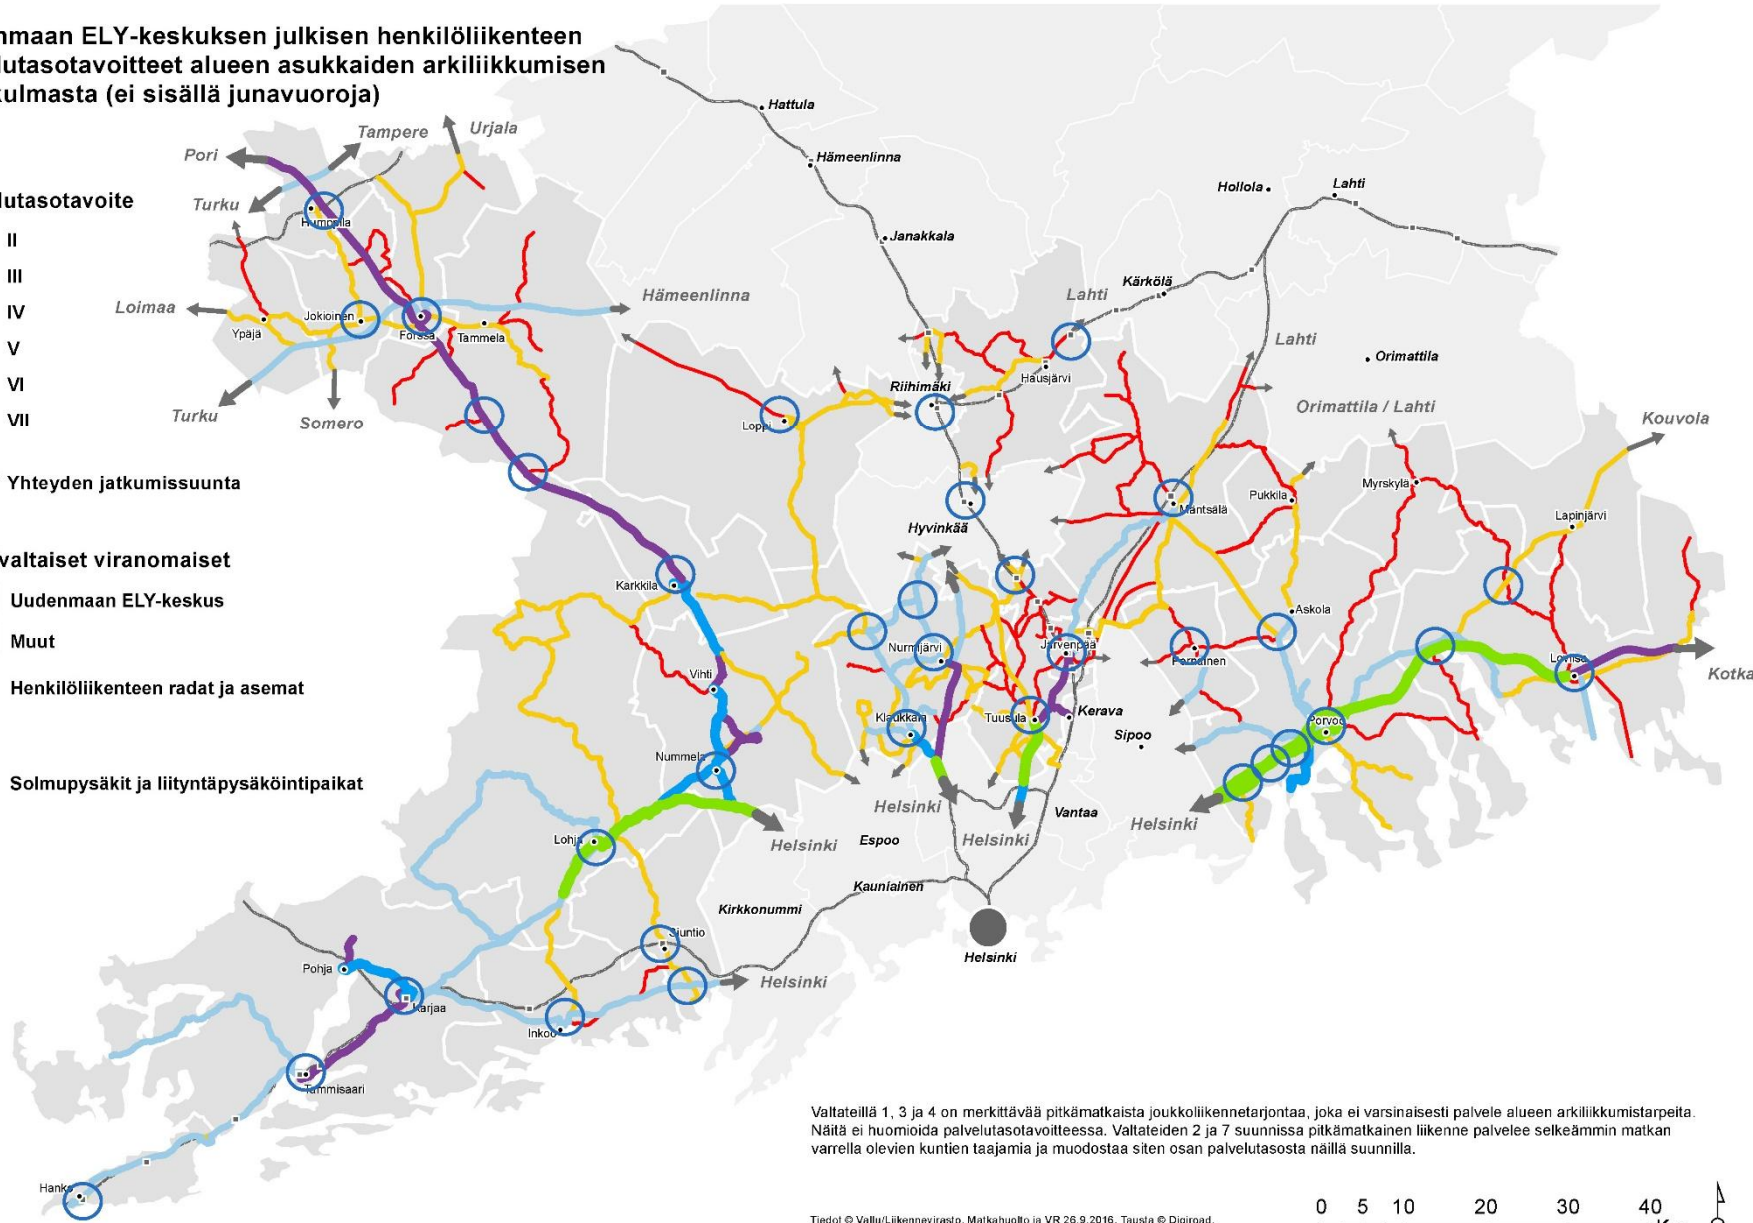 nmaan ELY-keskuksen julkisen henkilöliikenteen
lutasotavoitteet alueen asukkaiden arkiliikkumisen
kulmasta (ei sisällä junavuoroja)
lutasotavoite
II
III
IV
V
VI
VII
Yhteyden jatkumissuunta
valtaiset viranomaiset
Uudenmaan ELY-keskus
Muut
Henkilöliikenteen radat ja asemat
Solmupysäkit ja liityntäpysäköintipaikat
Pori
Tampere
Urjala
Turku
Humppila
Loimaa
Ypäjä
Jokioinen
Forssa
Tammela
Hämeenlinna
Turku
Somero
Hattula
Hämeenlinna
Janakkala
Hollola
Lahti
Kärkölä
Lahti
Lahti
Orimattila
Orimattila / Lahti
Kouvola
Riihimäki
Hausjärvi
Loppi
Hyvinkää
Mäntsälä
Pukkila
Myrskylä
Lapinjärvi
Karkkila
Askola
Nurmijärvi
Järvenpää
Pornainen
Loviisa
Kotka
Vihti
Klaukkala
Tuusula
Kerava
Sipoo
Porvoo
Nummela
Helsinki
Vantaa
Helsinki
Lohja
Helsinki
Espoo
Helsinki
Kauniainen
Kirkkonummi
Siuntio
Helsinki
Helsinki
Pohja
Karjaa
Inkoo
Tammisaari
Hanko
Valtateillä 1, 3 ja 4 on merkittävää pitkämatkaista joukkoliikennetarjontaa, joka ei varsinaisesti palvele alueen arkiliikkumistarpeita.
Näitä ei huomioida palvelutasotavoitteessa. Valtateiden 2 ja 7 suunnissa pitkämatkainen liikenne palvelee selkeämmin matkan
varrella olevien kuntien taajamia ja muodostaa siten osan palvelutasosta näillä suunnilla.
0 5 10 20 30 40
Km
Tiedot © Vallu/Liikennevirasto, Matkahuolto ja VR 26.9.2016. Tausta © Digiroad.